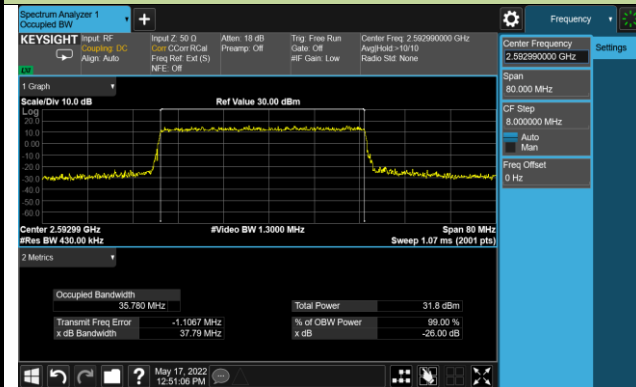 Spectrum Analyzer 1
Occupied BW
Frequency
KEYSIGHT
Input: RF
Coupling: DC
Align: Auto
Input Z: 50 Ω
Corr CCorr RCal
Freq Ref: Ext (S)
NFE: Off
Atten: 18 dB
Preamp: Off
Trig: Free Run
Gate: Off
#IF Gain: Low
Center Freq: 2.592990000 GHz
Avg|Hold:>10/10
Radio Std: None
Center Frequency
2.592990000 GHz
Settings
Span
80.000 MHz
CF Step
8.000000 MHz
Auto
Man
Freq Offset
0 Hz
1 Graph
Scale/Div 10.0 dB
Ref Value 30.00 dBm
Log
20.0
10.0
0.00
-10.0
-20.0
-30.0
-40.0
-50.0
-60.0
Center 2.59299 GHz
#Video BW 1.3000 MHz
Span 80 MHz
#Res BW 430.00 kHz
Sweep 1.07 ms (2001 pts)
2 Metrics
Occupied Bandwidth
35.780 MHz
Total Power 31.8 dBm
Transmit Freq Error -1.1067 MHz
% of OBW Power 99.00 %
x dB Bandwidth 37.79 MHz
x dB -26.00 dB
May 17, 2022
12:51:06 PM